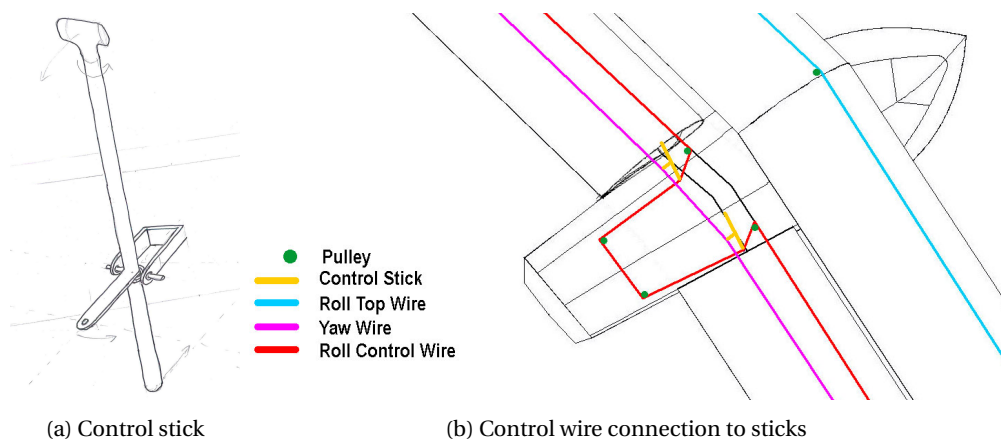 Pulley
Control Stick
Roll Top Wire
Yaw Wire
Roll Control Wire
(a) Control stick
(b) Control wire connection to sticks